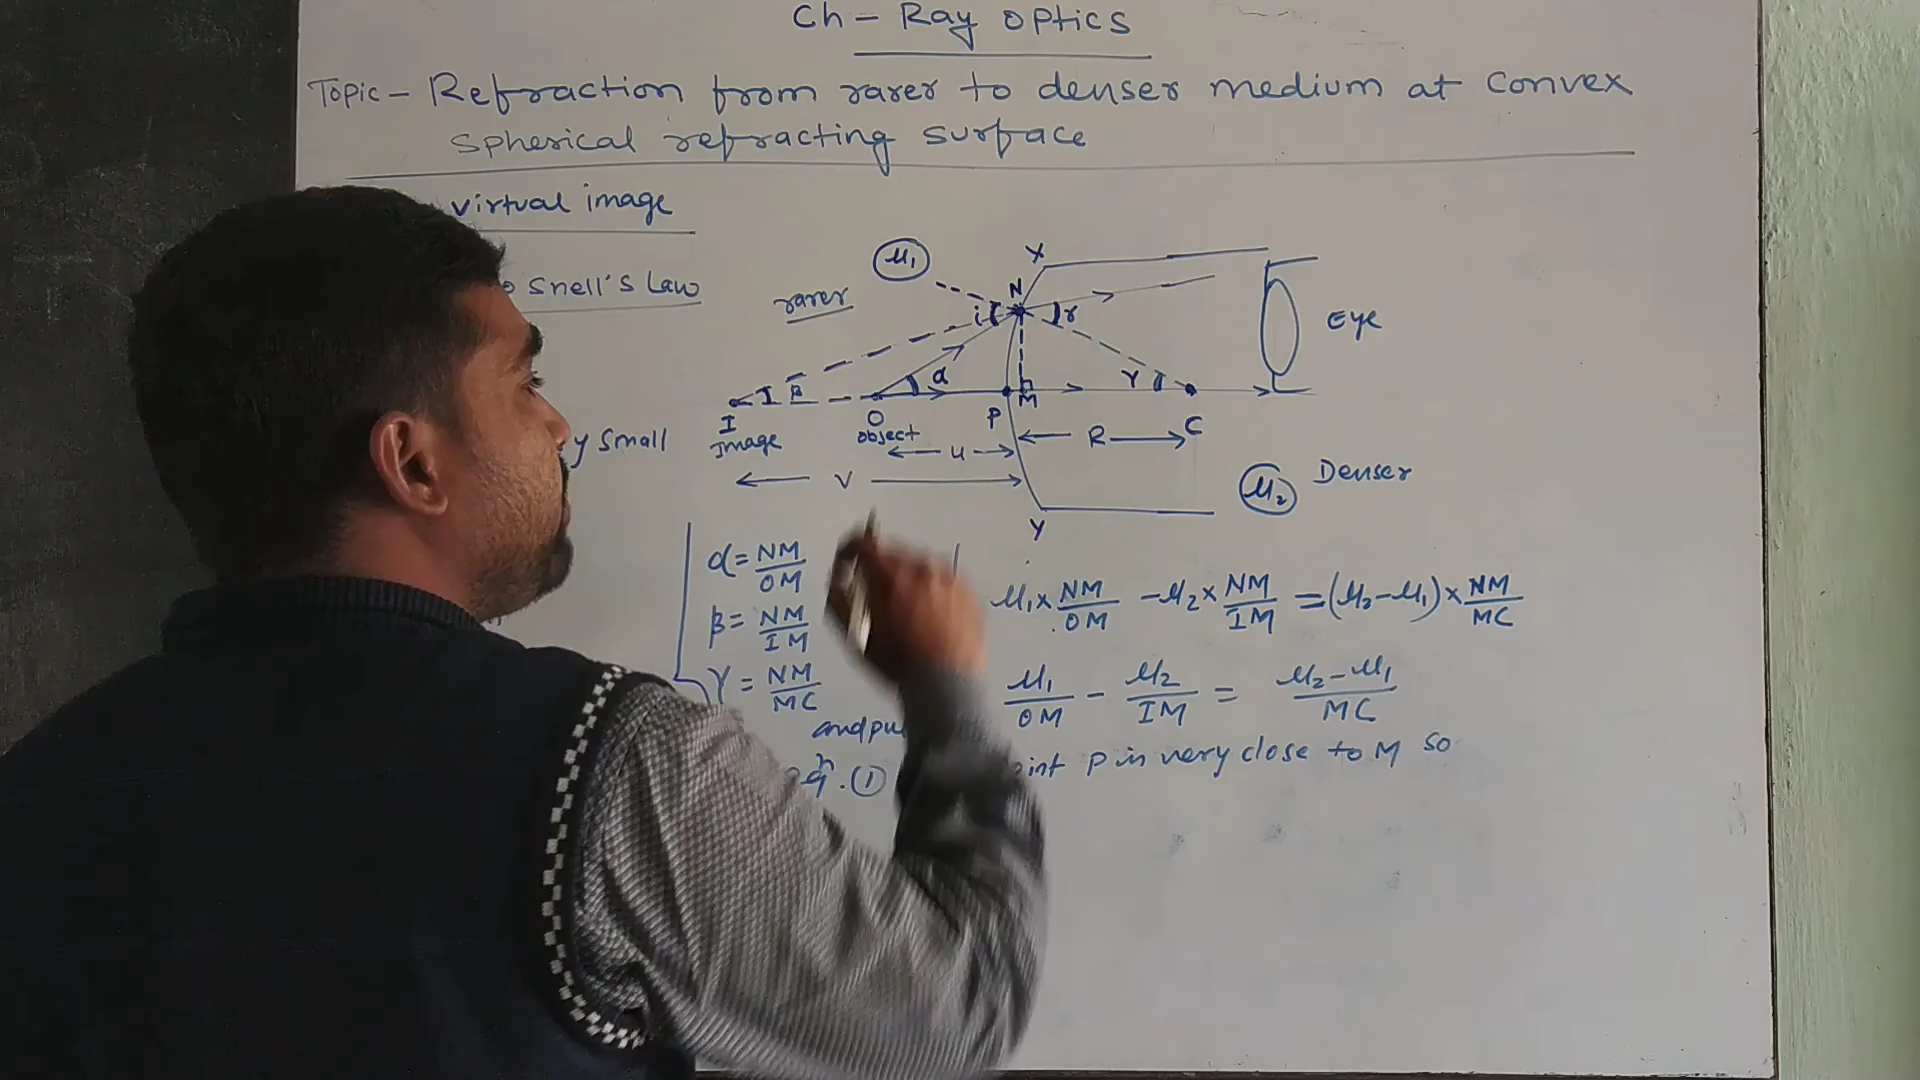 Ch - Ray optics
Topic - Refraction from rarer to denser medium at convex
spherical refracting surface
virtual image
Snell's Law
y small
μ₁
rarer
X
N
i
r
Eye
α
β
γ
I
Image
O
object
P
M
C
u
R
v
μ₂ Denser
Y
α = NM/OM
β = NM/IM
γ = NM/MC
and pu
eqⁿ. ①
μ₁ × NM/OM - μ₂ × NM/IM = (μ₂ - μ₁) × NM/MC
μ₁/OM - μ₂/IM = μ₂ - μ₁/MC
int P is very close to M so